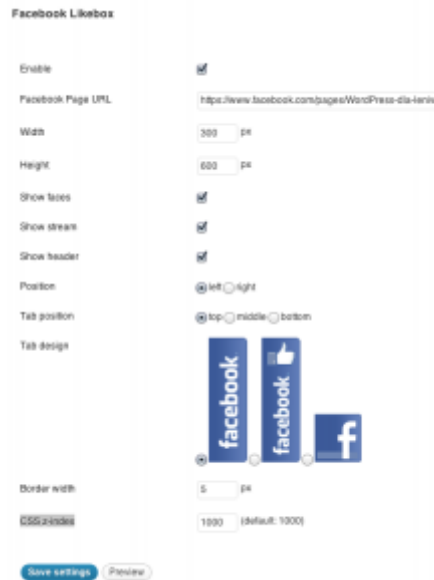 Facebook Likebox
Enable
Facebook Page URL https://www.facebook.com/pages/WordPress-dla-leniw
Width 300 px
Height 600 px
Show faces
Show stream
Show header
Position left right
Tab position top middle bottom
Tab design
facebook facebook f
Border width 5 px
CSS z-index 1000 (default: 1000)
Save settings Preview